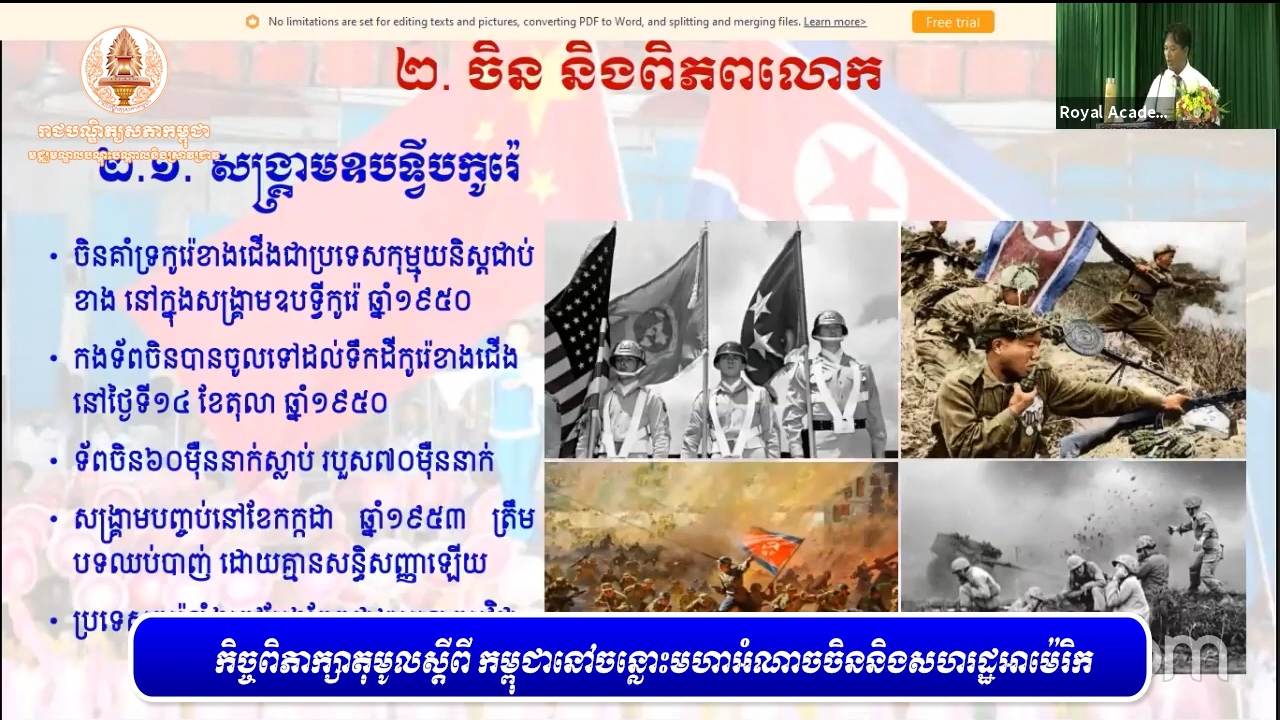 No limitations are set for editing texts and pictures, converting PDF to Word, and splitting and merging files. Learn more>
Free trial
២. ចិន និងពិភពលោក
Royal Acade...
រាជបណ្ឌិត្យសភាកម្ពុជា
២.១. សង្គ្រាមឧបទ្វីបកូរ៉េ
• ចិនគាំទ្រកូរ៉េខាងជើងជាប្រទេសកុម្មុយនិស្តជាប់
ខាង នៅក្នុងសង្គ្រាមឧបទ្វីកូរ៉េ ឆ្នាំ១៩៥០
• កងទ័ពចិនបានចូលទៅដល់ទឹកដីកូរ៉េខាងជើង
នៅថ្ងៃទី១៤ ខែតុលា ឆ្នាំ១៩៥០
• ទ័ពចិន៦០ម៉ឺននាក់ស្លាប់ របួស៧០ម៉ឺននាក់
• សង្គ្រាមបញ្ចប់នៅខែកក្កដា ឆ្នាំ១៩៥៣ ត្រឹម
បទឈប់បាញ់ ដោយគ្មានសន្ធិសញ្ញាឡើយ
កិច្ចពិភាក្សាតុមូលស្តីពី កម្ពុជានៅចន្លោះមហាអំណាចចិននិងសហរដ្ឋអាម៉េរិក